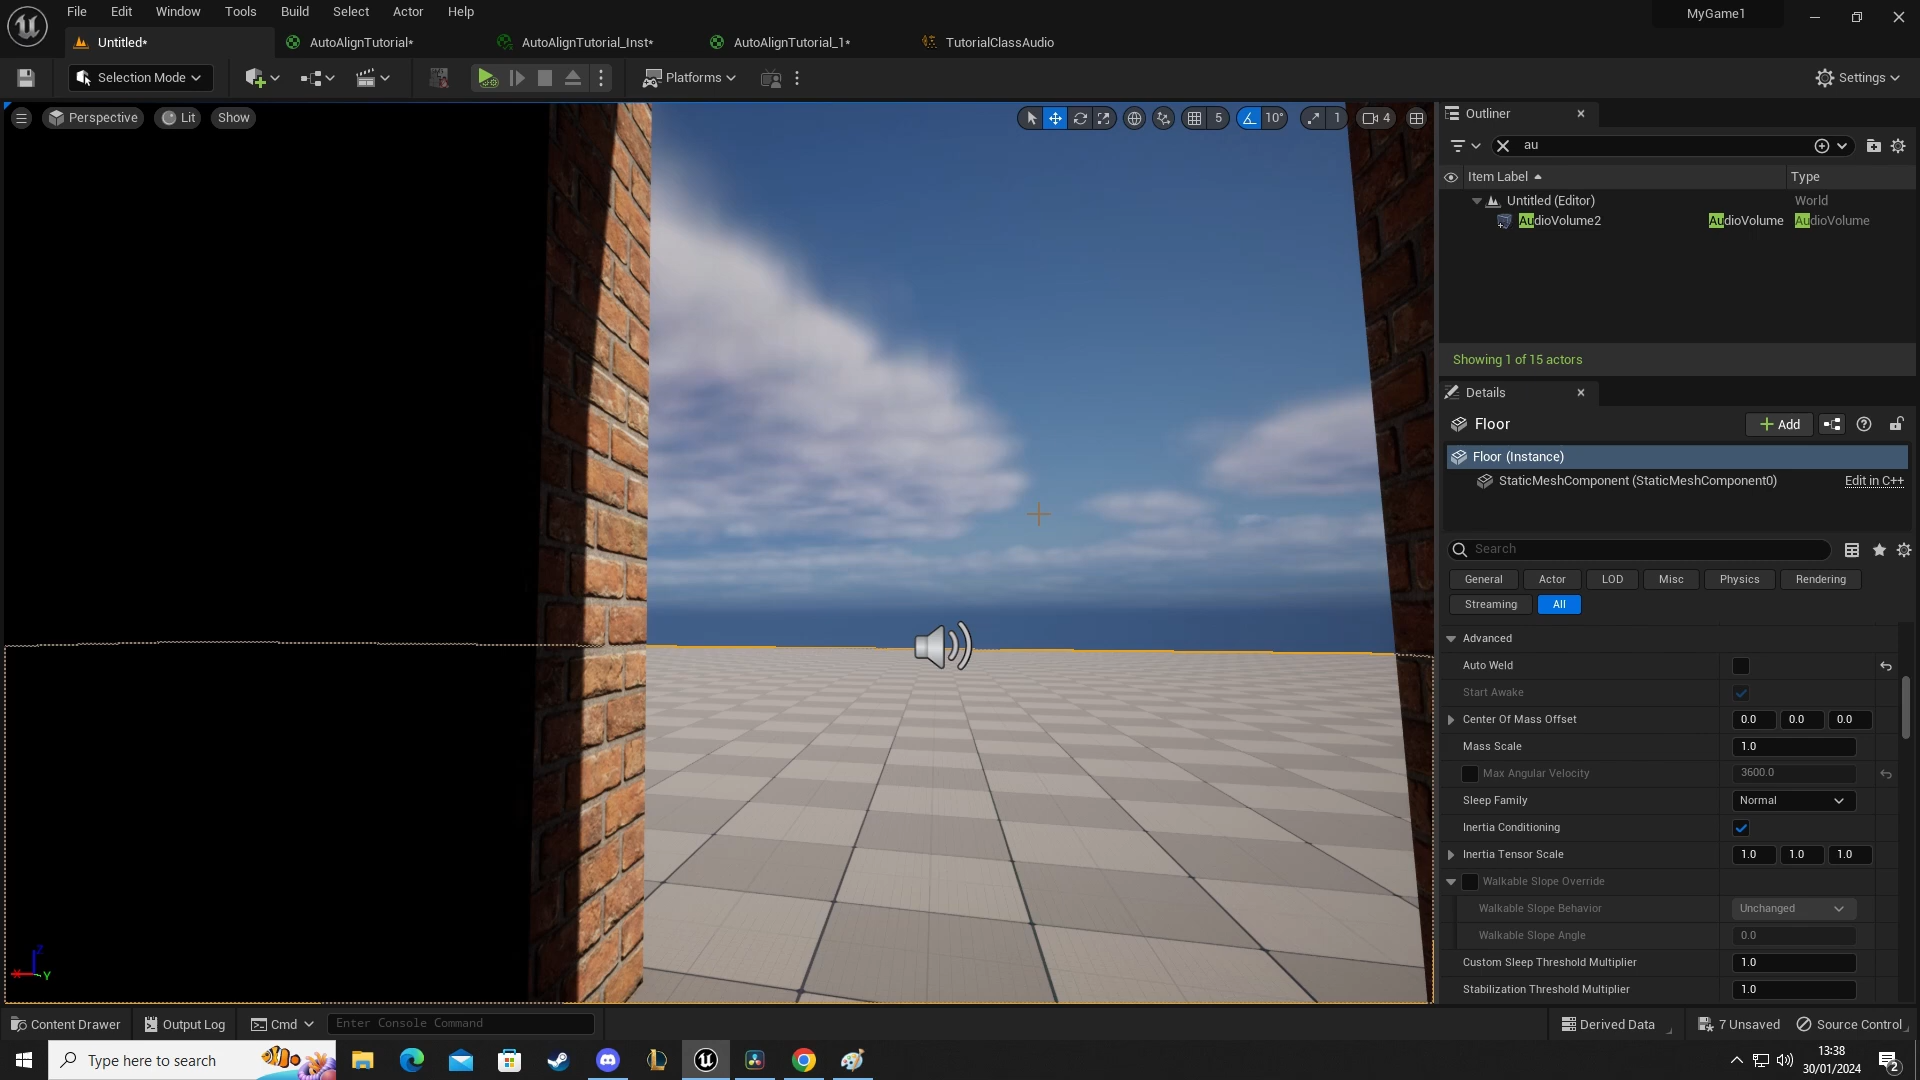 File Edit Window Tools Build Select Actor Help
MyGame1
Untitled* AutoAlignTutorial* AutoAlignTutorial_Inst* AutoAlignTutorial_1* TutorialClassAudio
Selection Mode Platforms Settings
Perspective Lit Show 5 10° 1 4
Outliner
au
Item Label Type
Untitled (Editor) World
AudioVolume2 AudioVolume AudioVolume
Showing 1 of 15 actors
Details
Floor Add
Floor (Instance)
StaticMeshComponent (StaticMeshComponent0) Edit in C++
Search
General Actor LOD Misc Physics Rendering
Streaming All
Advanced
Auto Weld
Start Awake
Center Of Mass Offset 0.0 0.0 0.0
Mass Scale 1.0
Max Angular Velocity 3600.0
Sleep Family Normal
Inertia Conditioning
Inertia Tensor Scale 1.0 1.0 1.0
Walkable Slope Override
Walkable Slope Behavior Unchanged
Walkable Slope Angle 0.0
Custom Sleep Threshold Multiplier 1.0
Stabilization Threshold Multiplier 1.0
X Y Z
Content Drawer Output Log Cmd Enter Console Command Derived Data 7 Unsaved Source Control
Type here to search
13:38
30/01/2024
2